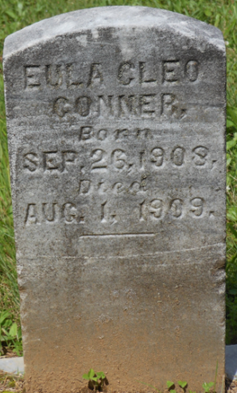 EULA CLEO
CONNER.
Born
SEP. 26, 1908.
Died
AUG. 1, 1909.